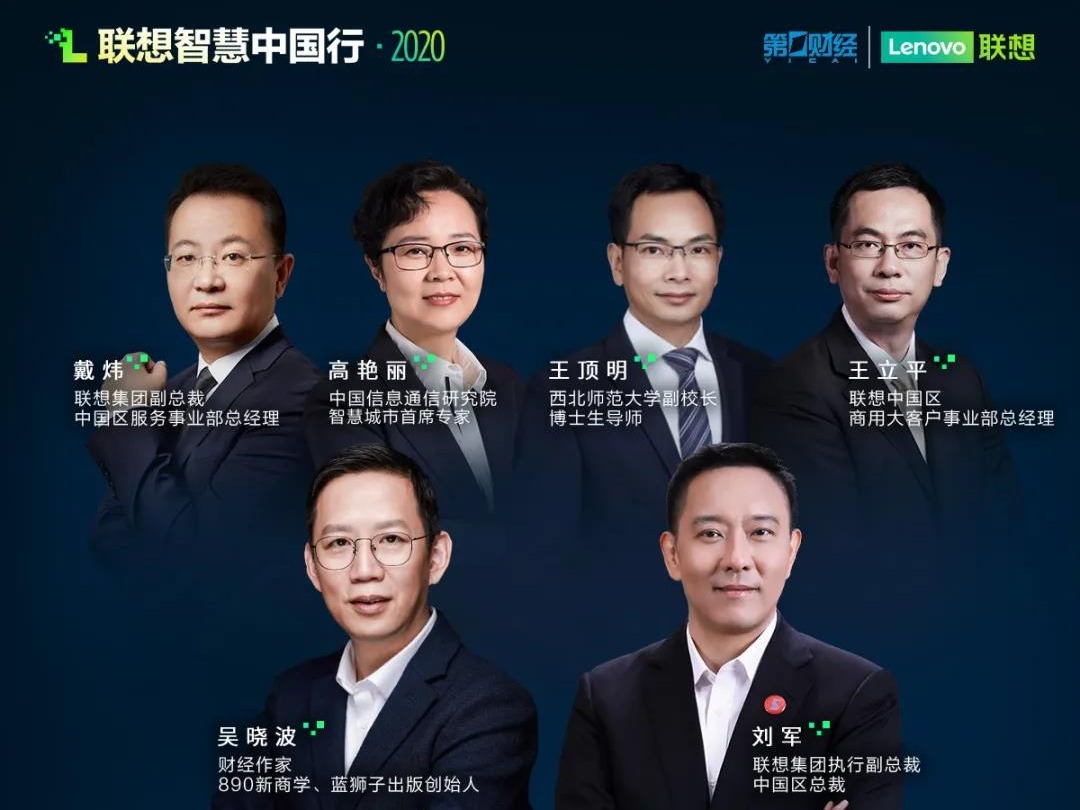 联想智慧中国行·2020
第一财经
YICAI
Lenovo 联想
戴炜
联想集团副总裁
中国区服务事业部总经理
高艳丽
中国信息通信研究院
智慧城市首席专家
王顶明
西北师范大学副校长
博士生导师
王立平
联想中国区
商用大客户事业部总经理
吴晓波
财经作家
890新商学、蓝狮子出版创始人
刘军
联想集团执行副总裁
中国区总裁